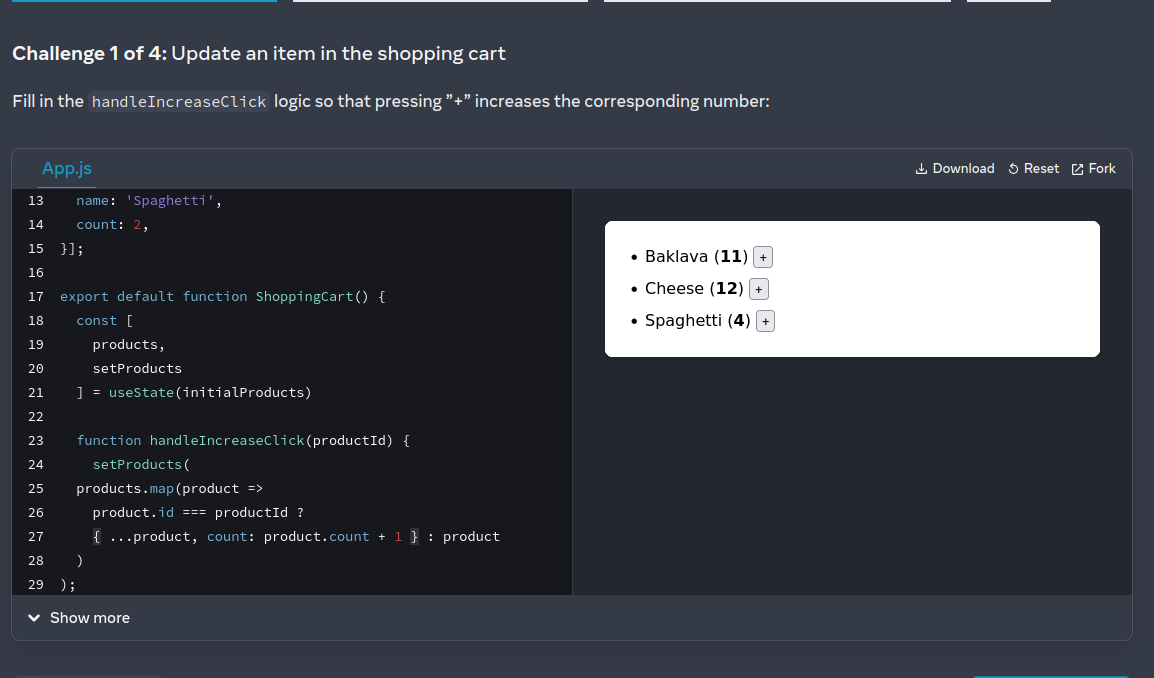 Challenge 1 of 4: Update an item in the shopping cart
Fill in the handleIncreaseClick logic so that pressing ”+” increases the corresponding number:
App.js
Download
Reset
Fork
13 name: 'Spaghetti',
14 count: 2,
15 }];
16
17 export default function ShoppingCart() {
18 const [
19 products,
20 setProducts
21 ] = useState(initialProducts)
22
23 function handleIncreaseClick(productId) {
24 setProducts(
25 products.map(product =>
26 product.id === productId ?
27 { ...product, count: product.count + 1 } : product
28 )
29 );
• Baklava (11) +
• Cheese (12) +
• Spaghetti (4) +
Show more